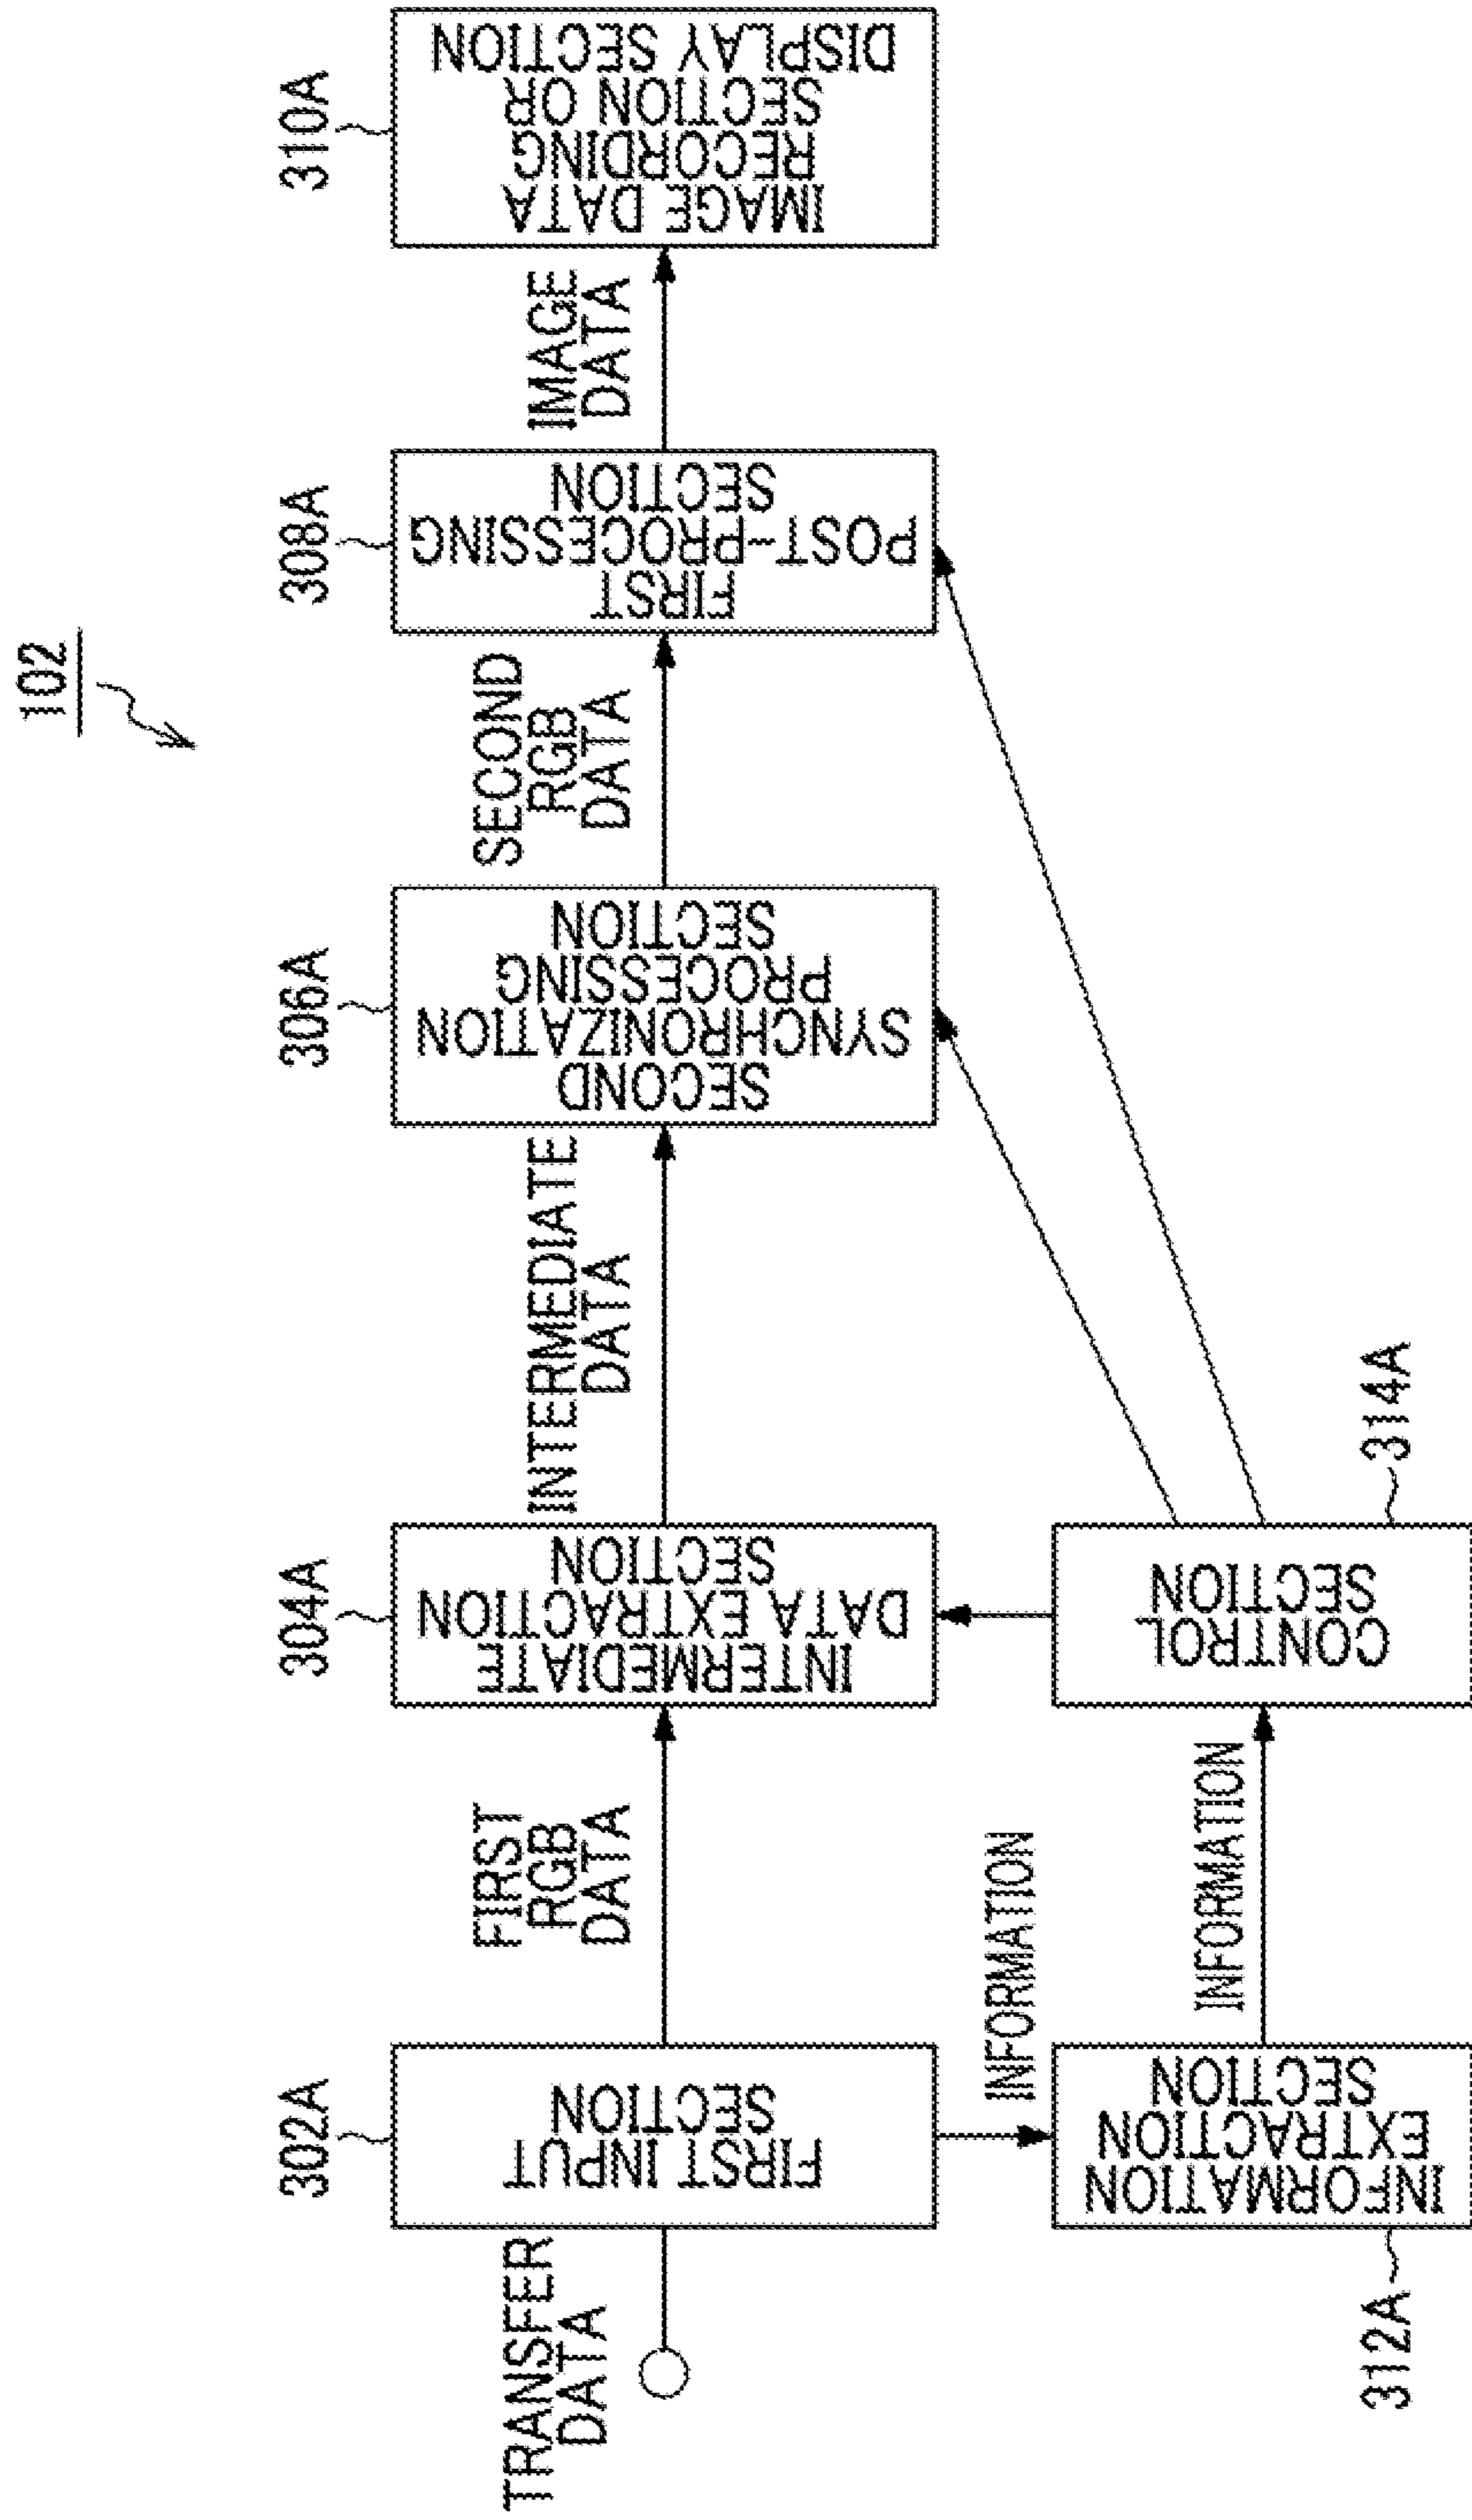 102
302A
304A
306A
308A
310A
TRANSFER
DATA
FIRST INPUT
SECTION
FIRST
RGB
DATA
INTERMEDIATE
DATA EXTRACTION
SECTION
INTERMEDIATE
DATA
SECOND
SYNCHRONIZATION
PROCESSING
SECTION
SECOND
RGB
DATA
FIRST
POST-PROCESSING
SECTION
IMAGE
DATA
IMAGE DATA
RECORDING
SECTION OR
DISPLAY SECTION
INFORMATION
INFORMATION
EXTRACTION
SECTION
INFORMATION
CONTROL
SECTION
312A
314A